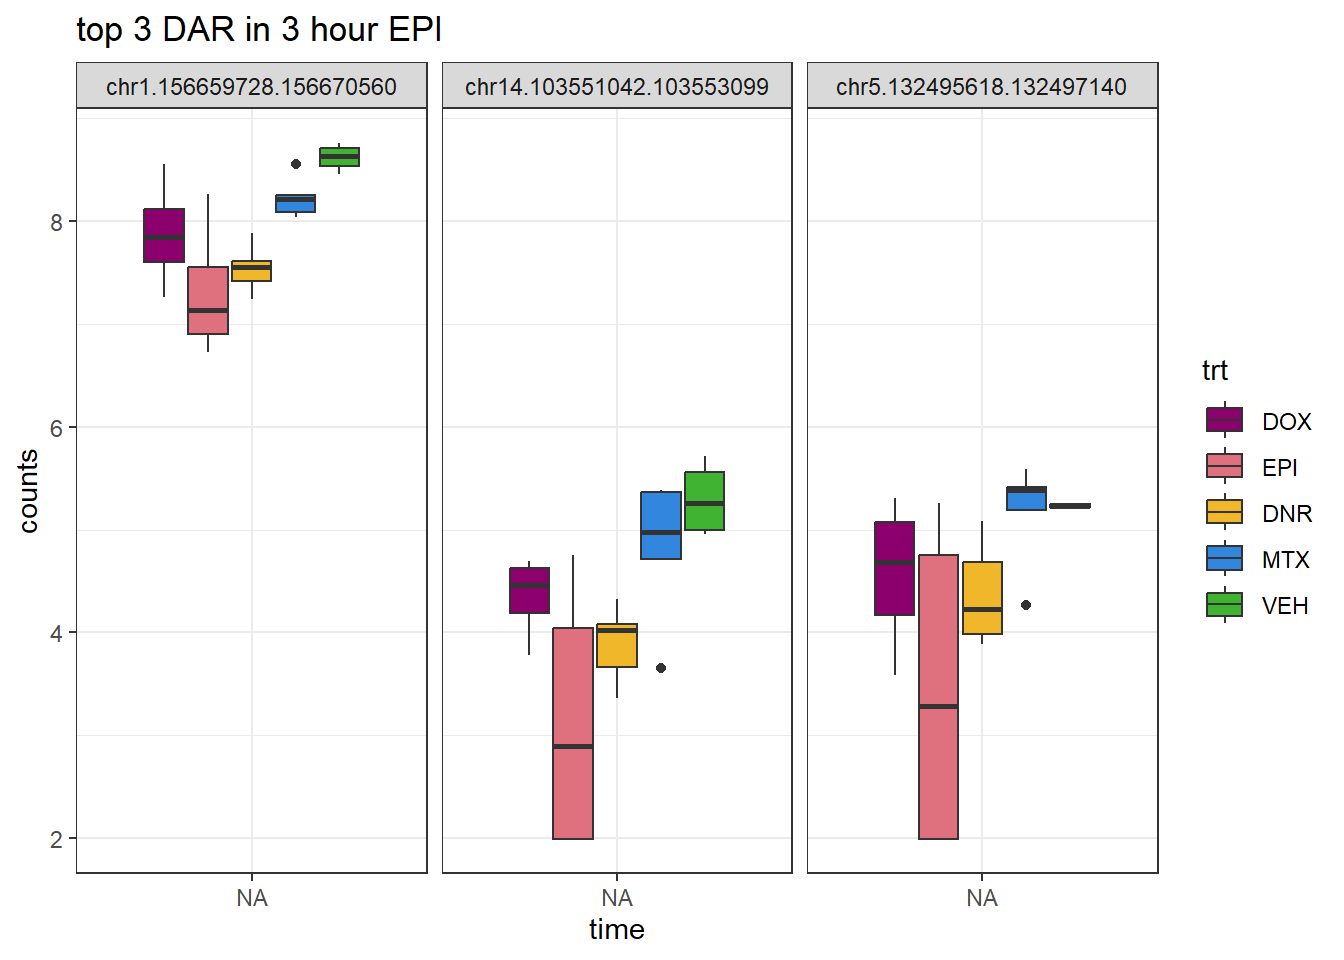 top 3 DAR in 3 hour EPI
chr1.156659728.156670560
chr14.103551042.103553099
chr5.132495618.132497140
counts
8
6
4
2
NA
NA
NA
time
trt
DOX
EPI
DNR
MTX
VEH